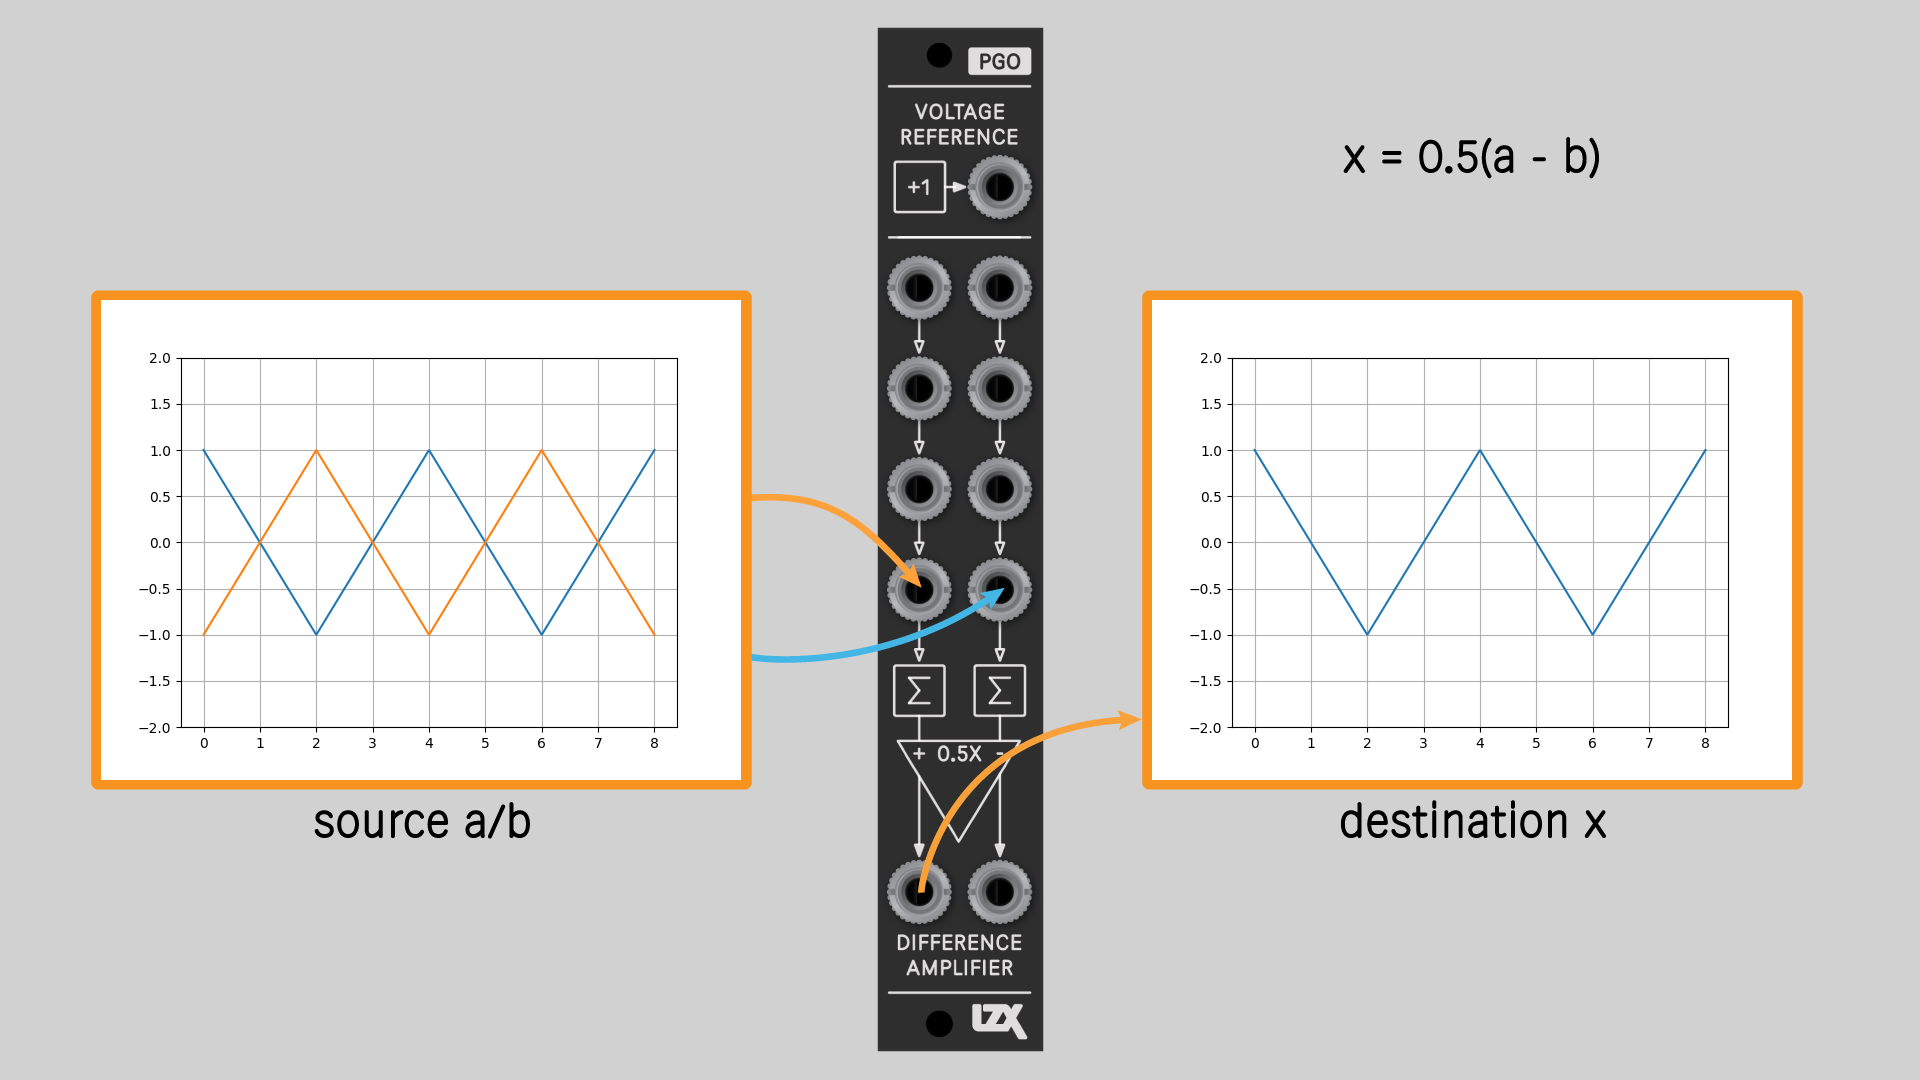 PGO
VOLTAGE
REFERENCE
+1
x = 0.5(a - b)
2.0
1.5
1.0
0.5
0.0
−0.5
−1.0
−1.5
−2.0
0 1 2 3 4 5 6 7 8
source a/b
Σ Σ
+ 0.5X -
DIFFERENCE
AMPLIFIER
LZX
2.0
1.5
1.0
0.5
0.0
−0.5
−1.0
−1.5
−2.0
0 1 2 3 4 5 6 7 8
destination x